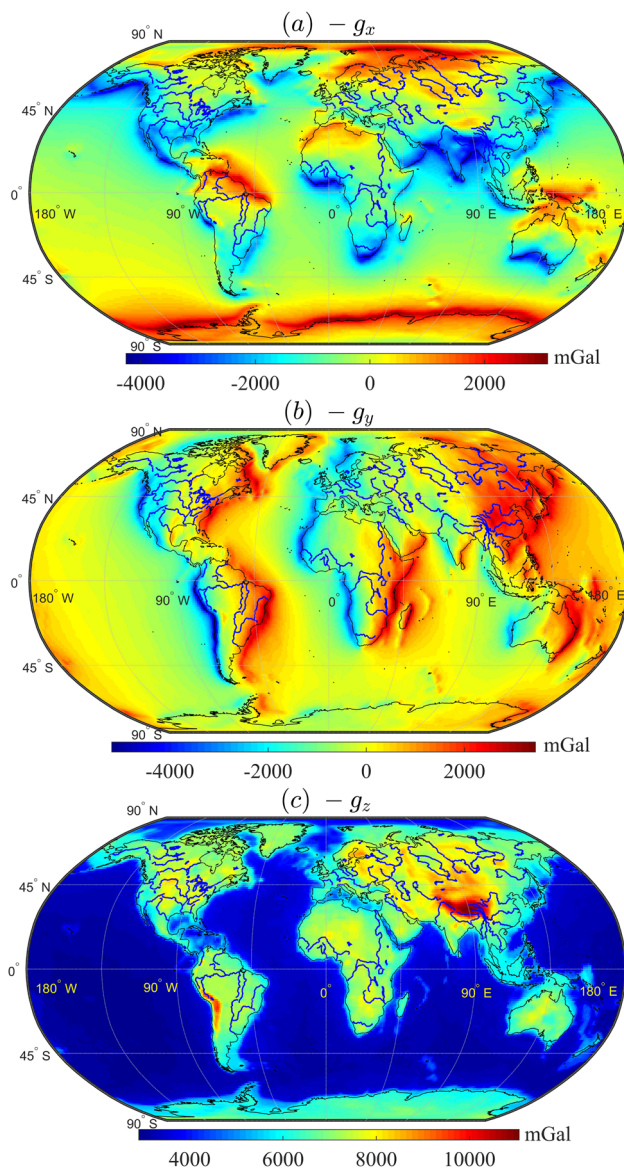 (a) − g_x
90° N
45° N
0°
180° W
90° W
0
90° E
180° E
45° S
90° S
mGal
-4000
-2000
0
2000
(b) − g_y
90° N
45° N
0°
180° W
90° W
0
90° E
180° E
45° S
90° S
mGal
-4000
-2000
0
2000
(c) − g_z
90° N
45° N
0°
180° W
90° W
0°
90° E
180° E
45° S
90° S
mGal
4000
6000
8000
10000